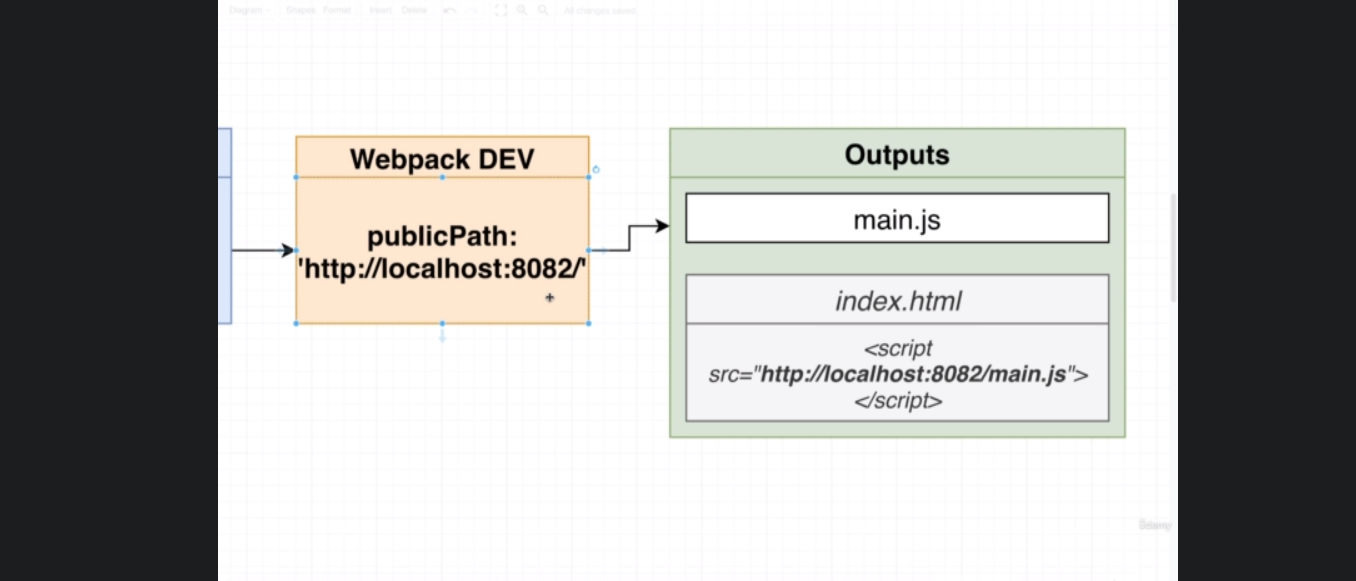 Diagram Shapes Format Insert Delete All changes saved
Webpack DEV
publicPath:
'http://localhost:8082/'
Outputs
main.js
index.html
<script
src="http://localhost:8082/main.js">
</script>
Udemy